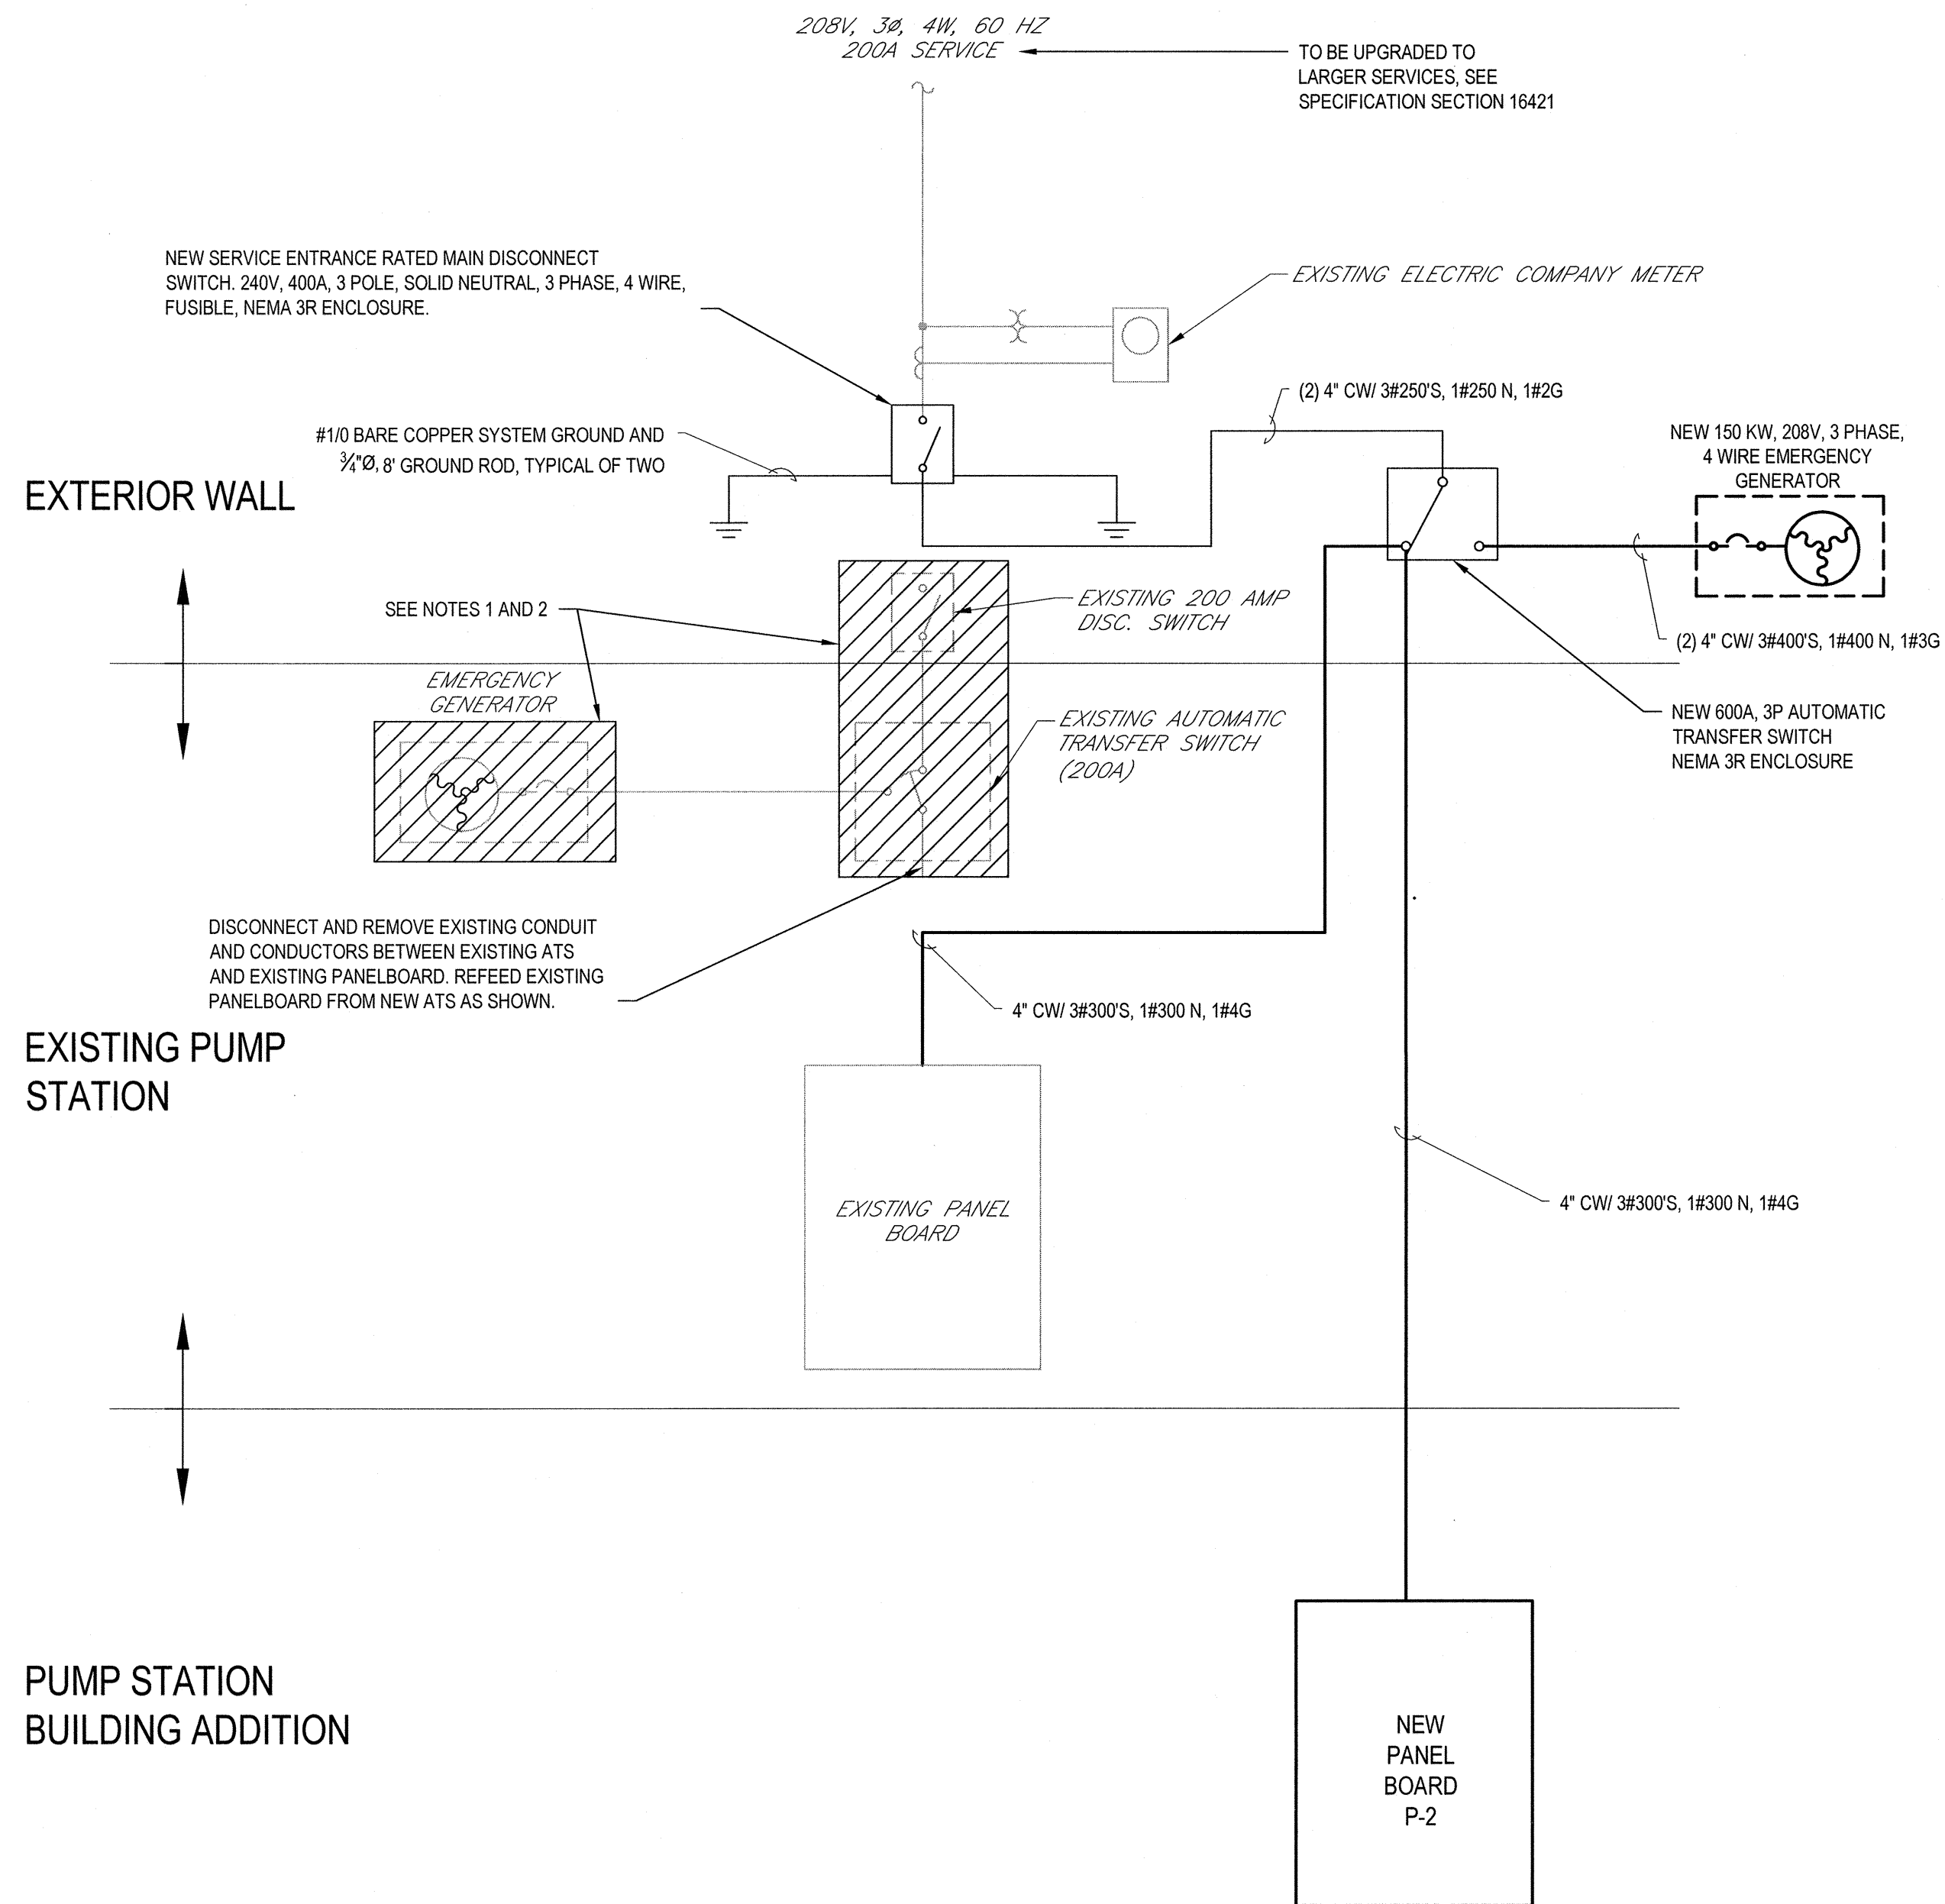 208V, 3Ø, 4W, 60 HZ
200A SERVICE
TO BE UPGRADED TO
LARGER SERVICES, SEE
SPECIFICATION SECTION 16421
NEW SERVICE ENTRANCE RATED MAIN DISCONNECT
SWITCH. 240V, 400A, 3 POLE, SOLID NEUTRAL, 3 PHASE, 4 WIRE,
FUSIBLE, NEMA 3R ENCLOSURE.
EXISTING ELECTRIC COMPANY METER
(2) 4" CW/ 3#250'S, 1#250 N, 1#2G
#1/0 BARE COPPER SYSTEM GROUND AND
¾"Ø, 8' GROUND ROD, TYPICAL OF TWO
NEW 150 KW, 208V, 3 PHASE,
4 WIRE EMERGENCY
GENERATOR
EXTERIOR WALL
SEE NOTES 1 AND 2
EXISTING 200 AMP
DISC. SWITCH
(2) 4" CW/ 3#400'S, 1#400 N, 1#3G
EMERGENCY
GENERATOR
EXISTING AUTOMATIC
TRANSFER SWITCH
(200A)
NEW 600A, 3P AUTOMATIC
TRANSFER SWITCH
NEMA 3R ENCLOSURE
DISCONNECT AND REMOVE EXISTING CONDUIT
AND CONDUCTORS BETWEEN EXISTING ATS
AND EXISTING PANELBOARD. REFEED EXISTING
PANELBOARD FROM NEW ATS AS SHOWN.
4" CW/ 3#300'S, 1#300 N, 1#4G
EXISTING PUMP
STATION
EXISTING PANEL
BOARD
4" CW/ 3#300'S, 1#300 N, 1#4G
PUMP STATION
BUILDING ADDITION
NEW
PANEL
BOARD
P-2